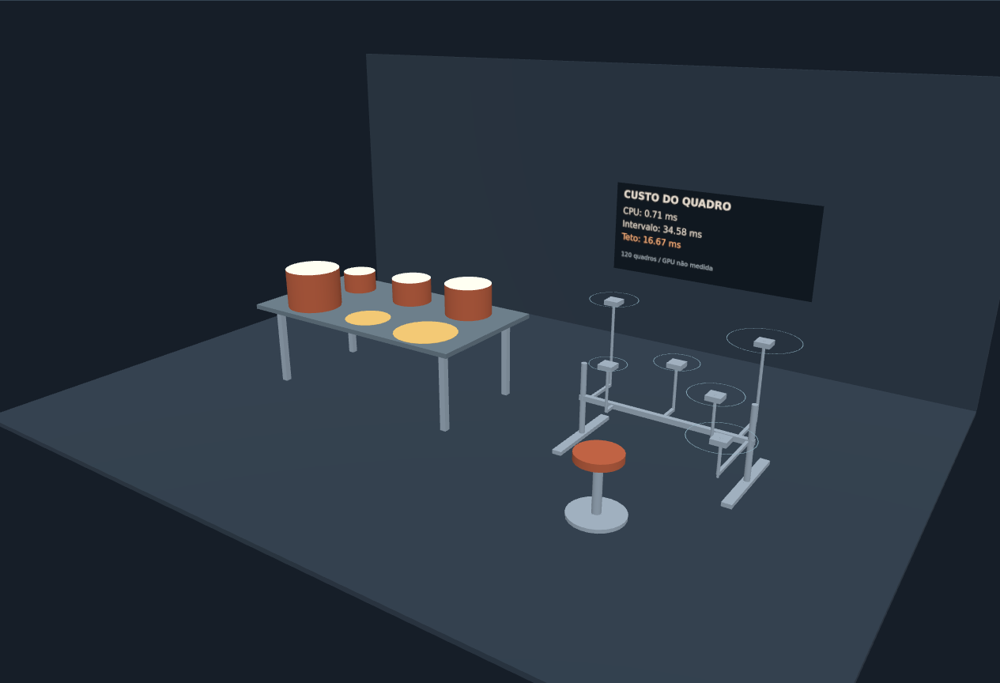 CUSTO DO QUADRO
CPU: 0.71 ms
Intervalo: 34.58 ms
Teto: 16.67 ms
120 quadros / GPU não medida